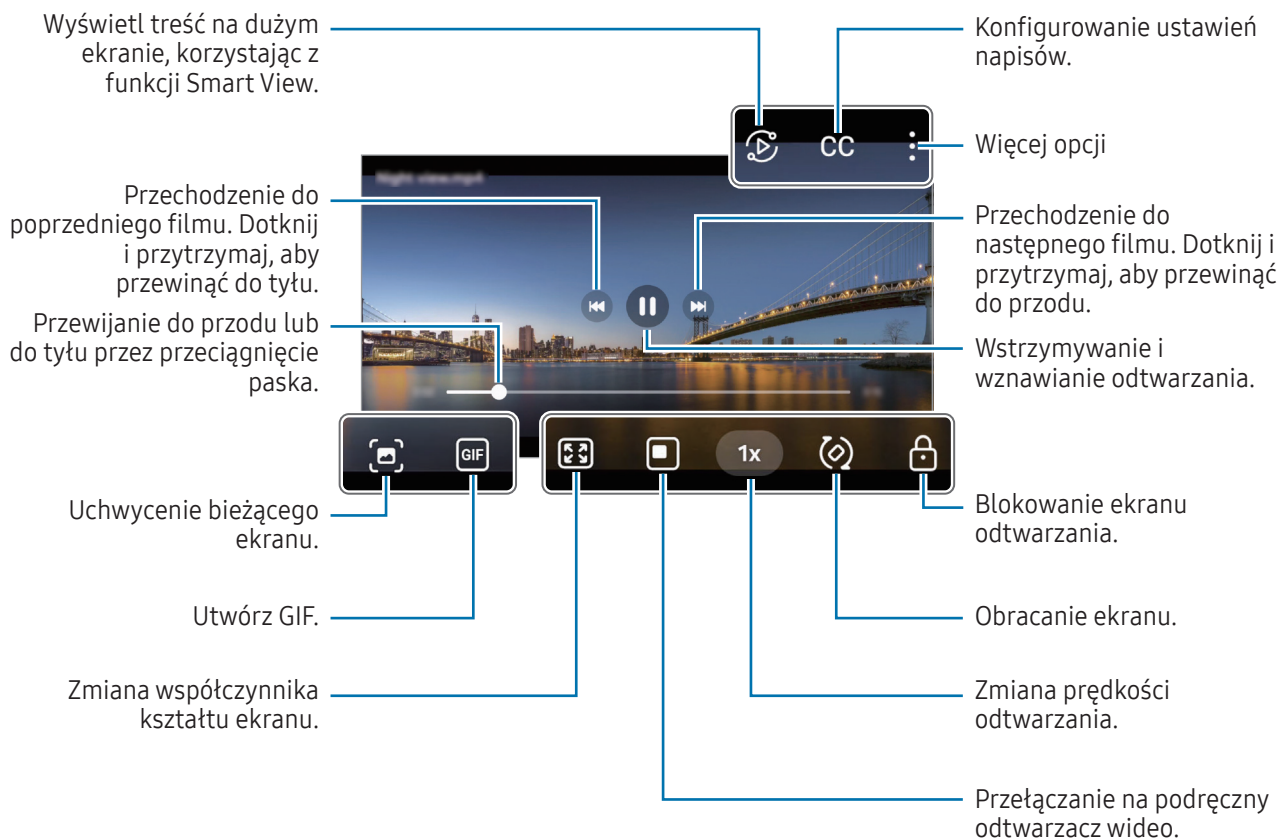 Wyświetl treść na dużym
ekranie, korzystając z
funkcji Smart View.
Konfigurowanie ustawień
napisów.
CC
Więcej opcji
Night view.mp4
Przechodzenie do
poprzedniego filmu. Dotknij
i przytrzymaj, aby
przewinąć do tyłu.
Przechodzenie do
następnego filmu. Dotknij i
przytrzymaj, aby przewinąć
do przodu.
Przewijanie do przodu lub
do tyłu przez przeciągnięcie
paska.
Wstrzymywanie i
wznawianie odtwarzania.
GIF
1x
Uchwycenie bieżącego
ekranu.
Blokowanie ekranu
odtwarzania.
Utwórz GIF.
Obracanie ekranu.
Zmiana współczynnika
kształtu ekranu.
Zmiana prędkości
odtwarzania.
Przełączanie na podręczny
odtwarzacz wideo.